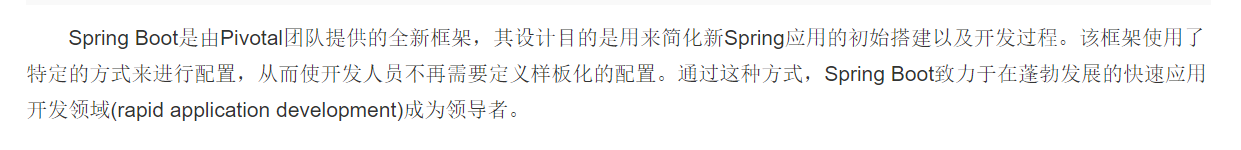 Spring Boot是由Pivotal团队提供的全新框架，其设计目的是用来简化新Spring应用的初始搭建以及开发过程。该框架使用了
特定的方式来进行配置，从而使开发人员不再需要定义样板化的配置。通过这种方式，Spring Boot致力于在蓬勃发展的快速应用
开发领域(rapid application development)成为领导者。